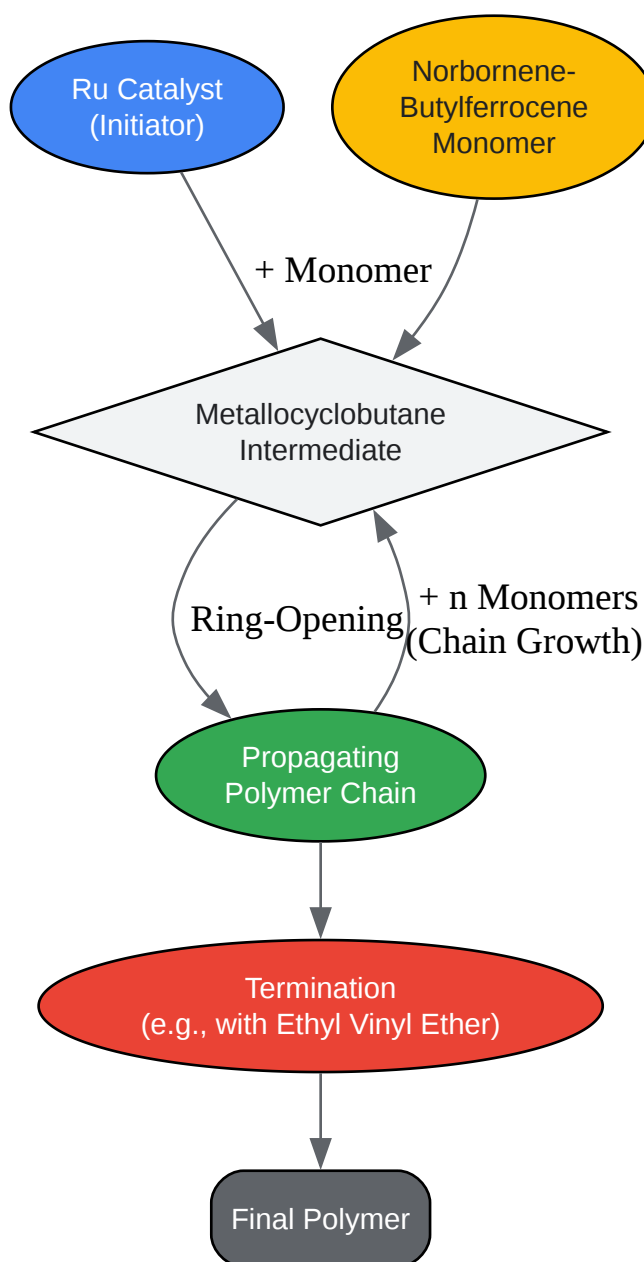 Ru Catalyst
(Initiator)
Norbornene-
Butylferrocene
Monomer
+ Monomer
Metallocyclobutane
Intermediate
Ring-Opening
+ n Monomers
(Chain Growth)
Propagating
Polymer Chain
Termination
(e.g., with Ethyl Vinyl Ether)
Final Polymer